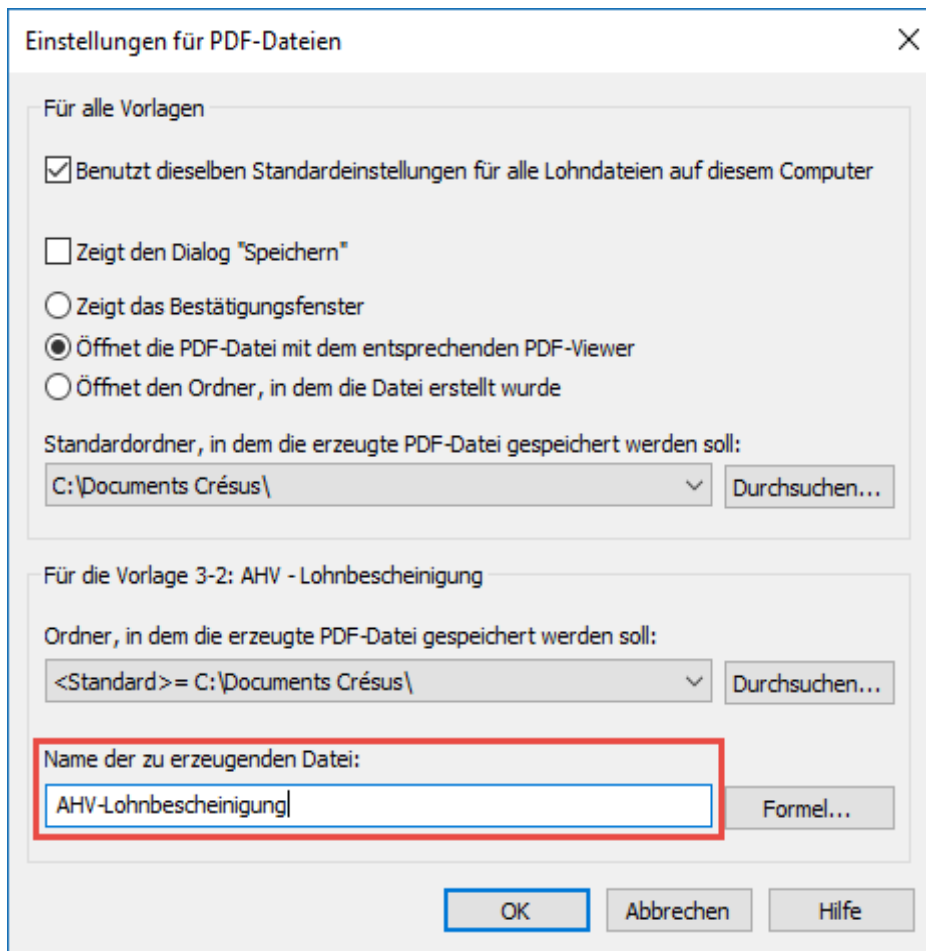 Einstellungen für PDF-Dateien
Für alle Vorlagen
Benutzt dieselben Standardeinstellungen für alle Lohndateien auf diesem Computer
Zeigt den Dialog "Speichern"
Zeigt das Bestätigungsfenster
Öffnet die PDF-Datei mit dem entsprechenden PDF-Viewer
Öffnet den Ordner, in dem die Datei erstellt wurde
Standardordner, in dem die erzeugte PDF-Datei gespeichert werden soll:
C:\Documents Crésus\ Durchsuchen...
Für die Vorlage 3-2: AHV - Lohnbescheinigung
Ordner, in dem die erzeugte PDF-Datei gespeichert werden soll:
<Standard>= C:\Documents Crésus\ Durchsuchen...
Name der zu erzeugenden Datei:
AHV-Lohnbescheinigung Formel...
OK Abbrechen Hilfe